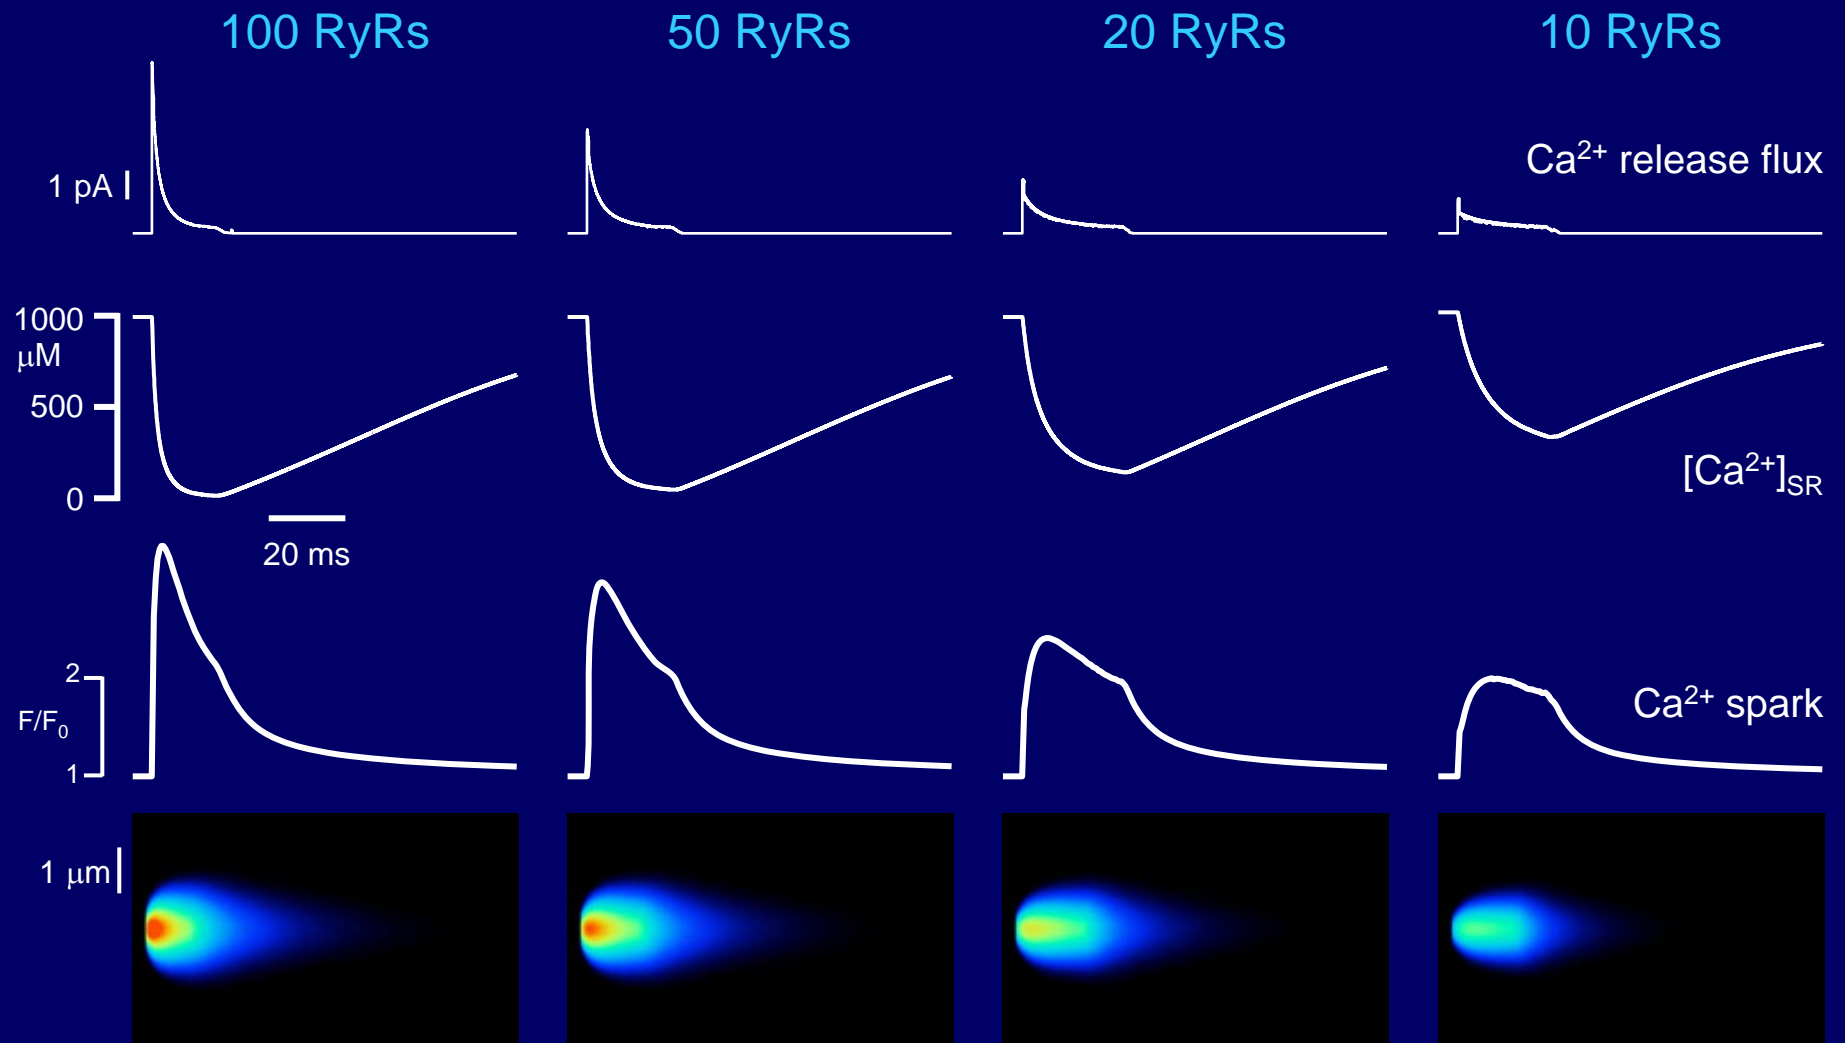 100 RyRs
50 RyRs
20 RyRs
10 RyRs
Ca²⁺ release flux
1 pA
1000
μM
500
0
[Ca²⁺]SR
20 ms
2
F/F₀
1
Ca²⁺ spark
1 μm